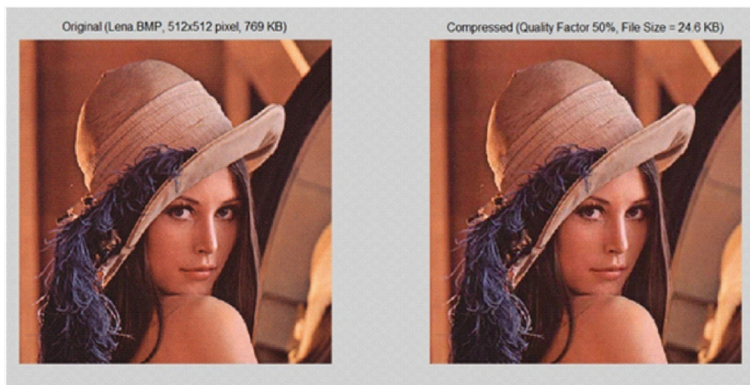 Original (Lena.BMP, 512x512 pixel, 769 KB)
Compressed (Quality Factor 50%, File Size = 24.6 KB)